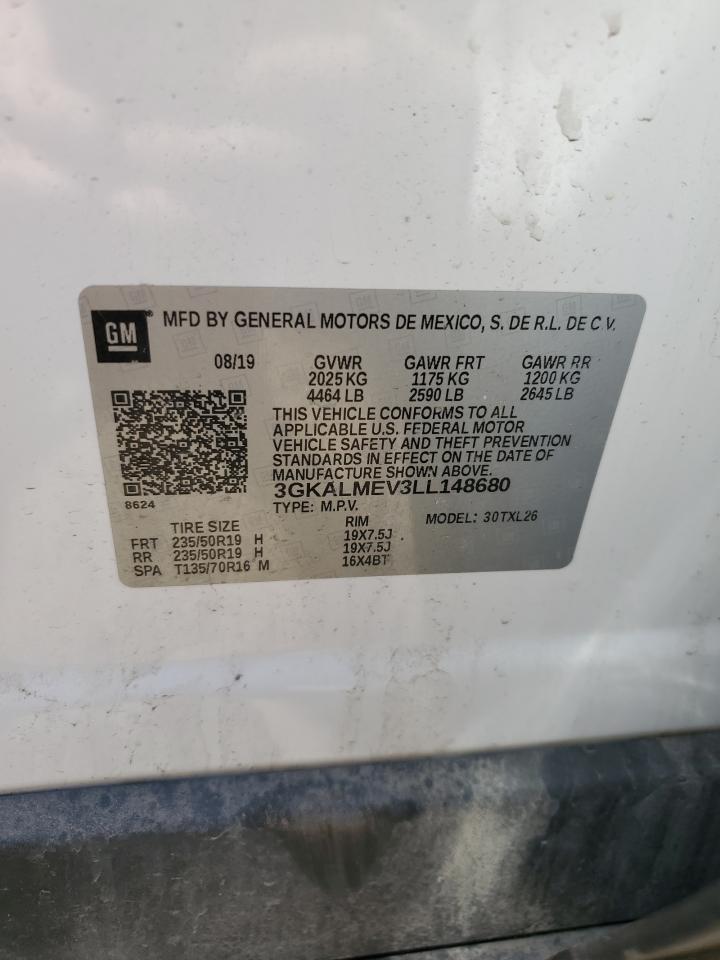 GM
MFD BY GENERAL MOTORS DE MEXICO, S. DE R.L. DE C.V.
08/19 GVWR GAWR FRT GAWR RR
2025 KG 1175 KG 1200 KG
4464 LB 2590 LB 2645 LB
THIS VEHICLE CONFORMS TO ALL
APPLICABLE U.S. FEDERAL MOTOR
VEHICLE SAFETY AND THEFT PREVENTION
STANDARDS IN EFFECT ON THE DATE OF
MANUFACTURE SHOWN ABOVE.
3GKALMEV3LL148680
8624
TYPE: M.P.V. MODEL: 30TXL26
TIRE SIZE RIM
FRT 235/50R19 H 19X7.5J
RR 235/50R19 H 19X7.5J
SPA T135/70R16 M 16X4BT